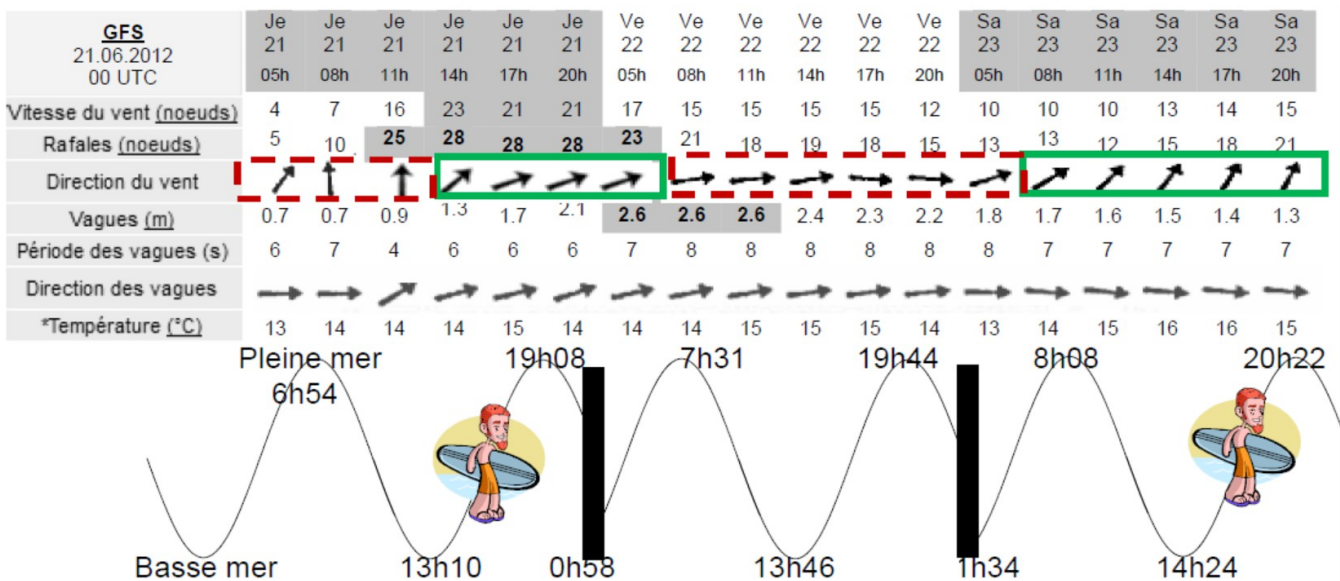 GFS
21.06.2012
00 UTC
Je Je Je Je Je Je Ve Ve Ve Ve Ve Ve Sa Sa Sa Sa Sa Sa
21 21 21 21 21 21 22 22 22 22 22 22 23 23 23 23 23 23
05h 08h 11h 14h 17h 20h 05h 08h 11h 14h 17h 20h 05h 08h 11h 14h 17h 20h
Vitesse du vent (noeuds) 4 7 16 23 21 21 17 15 15 15 15 12 10 10 10 13 14 15
Rafales (noeuds) 5 10 25 28 28 28 23 21 18 19 18 15 13 13 12 15 18 21
Direction du vent
Vagues (m) 0.7 0.7 0.9 1.3 1.7 2.1 2.6 2.6 2.6 2.4 2.3 2.2 1.8 1.7 1.6 1.5 1.4 1.3
Période des vagues (s) 6 7 4 6 6 6 7 8 8 8 8 8 8 7 7 7 7 7
Direction des vagues
*Température (°C) 13 14 14 14 15 14 14 14 15 15 15 14 13 14 15 16 16 15
Pleine mer 19h08 7h31 19h44 8h08 20h22
6h54
Basse mer 13h10 0h58 13h46 1h34 14h24